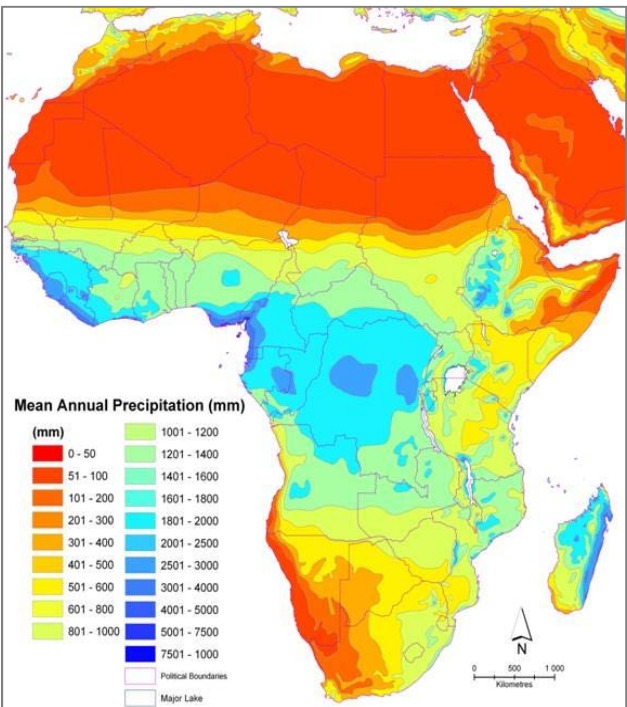 Mean Annual Precipitation (mm)
(mm)
0 - 50
51 - 100
101 - 200
201 - 300
301 - 400
401 - 500
501 - 600
601 - 800
801 - 1000
1001 - 1200
1201 - 1400
1401 - 1600
1601 - 1800
1801 - 2000
2001 - 2500
2501 - 3000
3001 - 4000
4001 - 5000
5001 - 7500
7501 - 1000
Political Boundaries
Major Lake
N
0 500 1 000
Kilometres